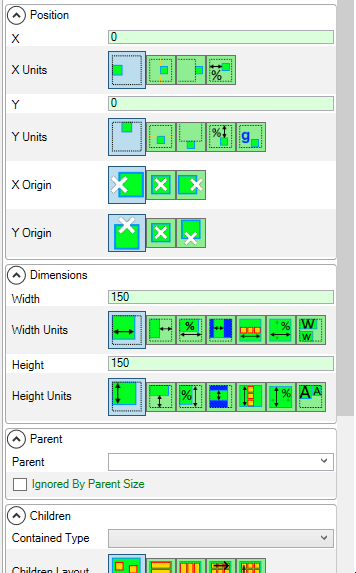 Position
X 0
X Units %
Y 0
Y Units % g
X Origin
Y Origin
Dimensions
Width 150
Width Units % % W W
Height 150
Height Units % % A A
Parent
Parent
Ignored By Parent Size
Children
Contained Type
Children Layout